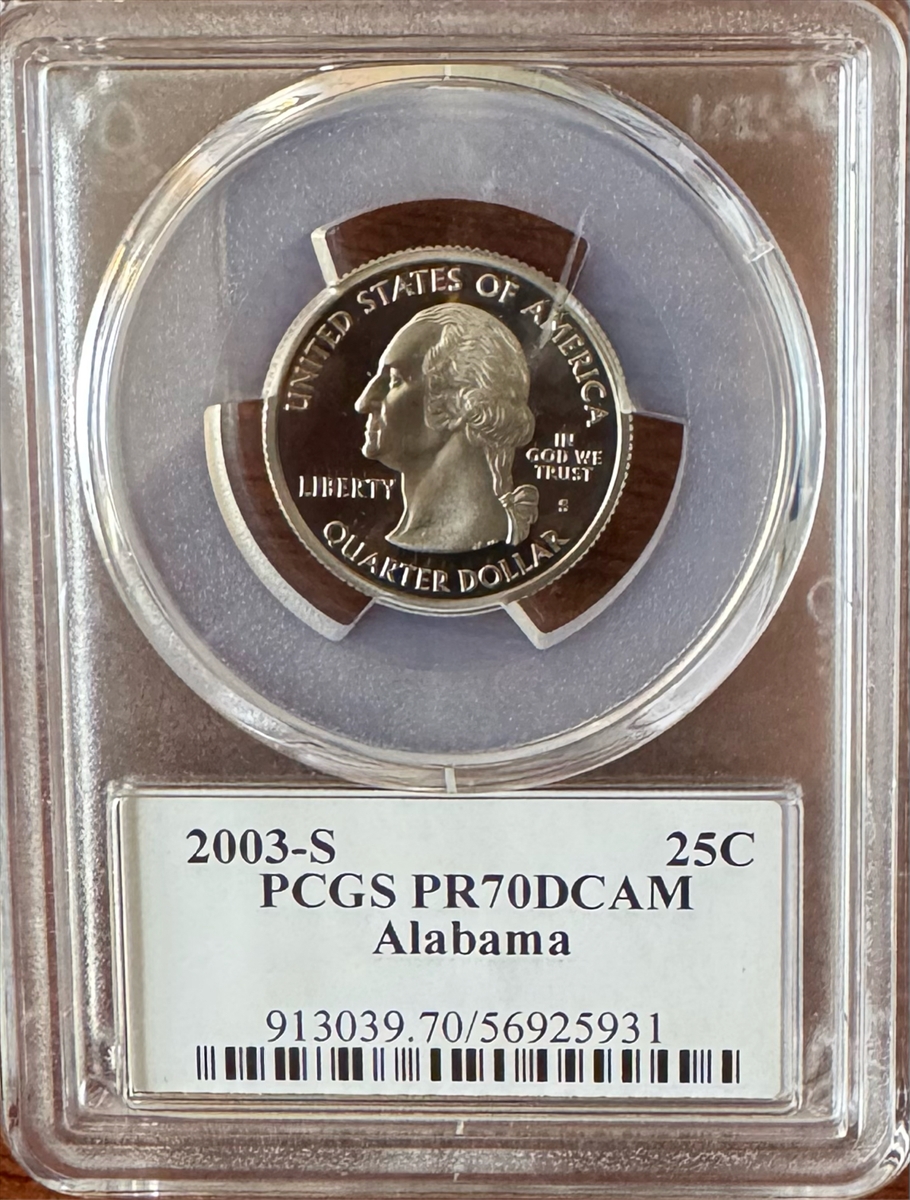 UNITED STATES OF AMERICA
IN
GOD WE
TRUST
LIBERTY
S
QUARTER DOLLAR
2003-S 25C
PCGS PR70DCAM
Alabama
913039.70/56925931